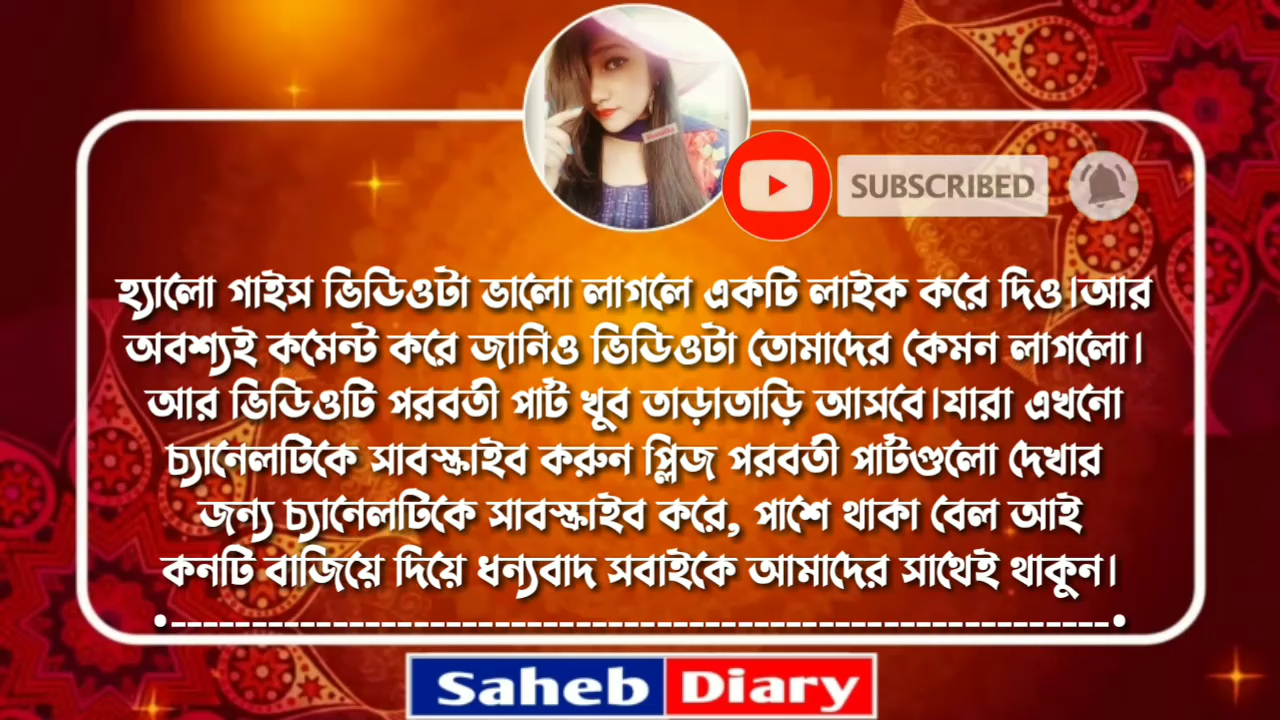 SUBSCRIBED
হ্যালো গাইস ভিডিওটা ভালো লাগলে একটি লাইক করে দিও।আর
অবশ্যই কমেন্ট করে জানিও ভিডিওটা তোমাদের কেমন লাগলো।
আর ভিডিওটি পরবর্তী পার্ট খুব তাড়াতাড়ি আসবে।যারা এখনো
চ্যানেলটিকে সাবস্ক্রাইব করুন প্লিজ পরবর্তী পার্টগুলো দেখার
জন্য চ্যানেলটিকে সাবস্ক্রাইব করে, পাশে থাকা বেল আই
কনটি বাজিয়ে দিয়ে ধন্যবাদ সবাইকে আমাদের সাথেই থাকুন।
•------------------------------------------------------------•
Saheb Diary